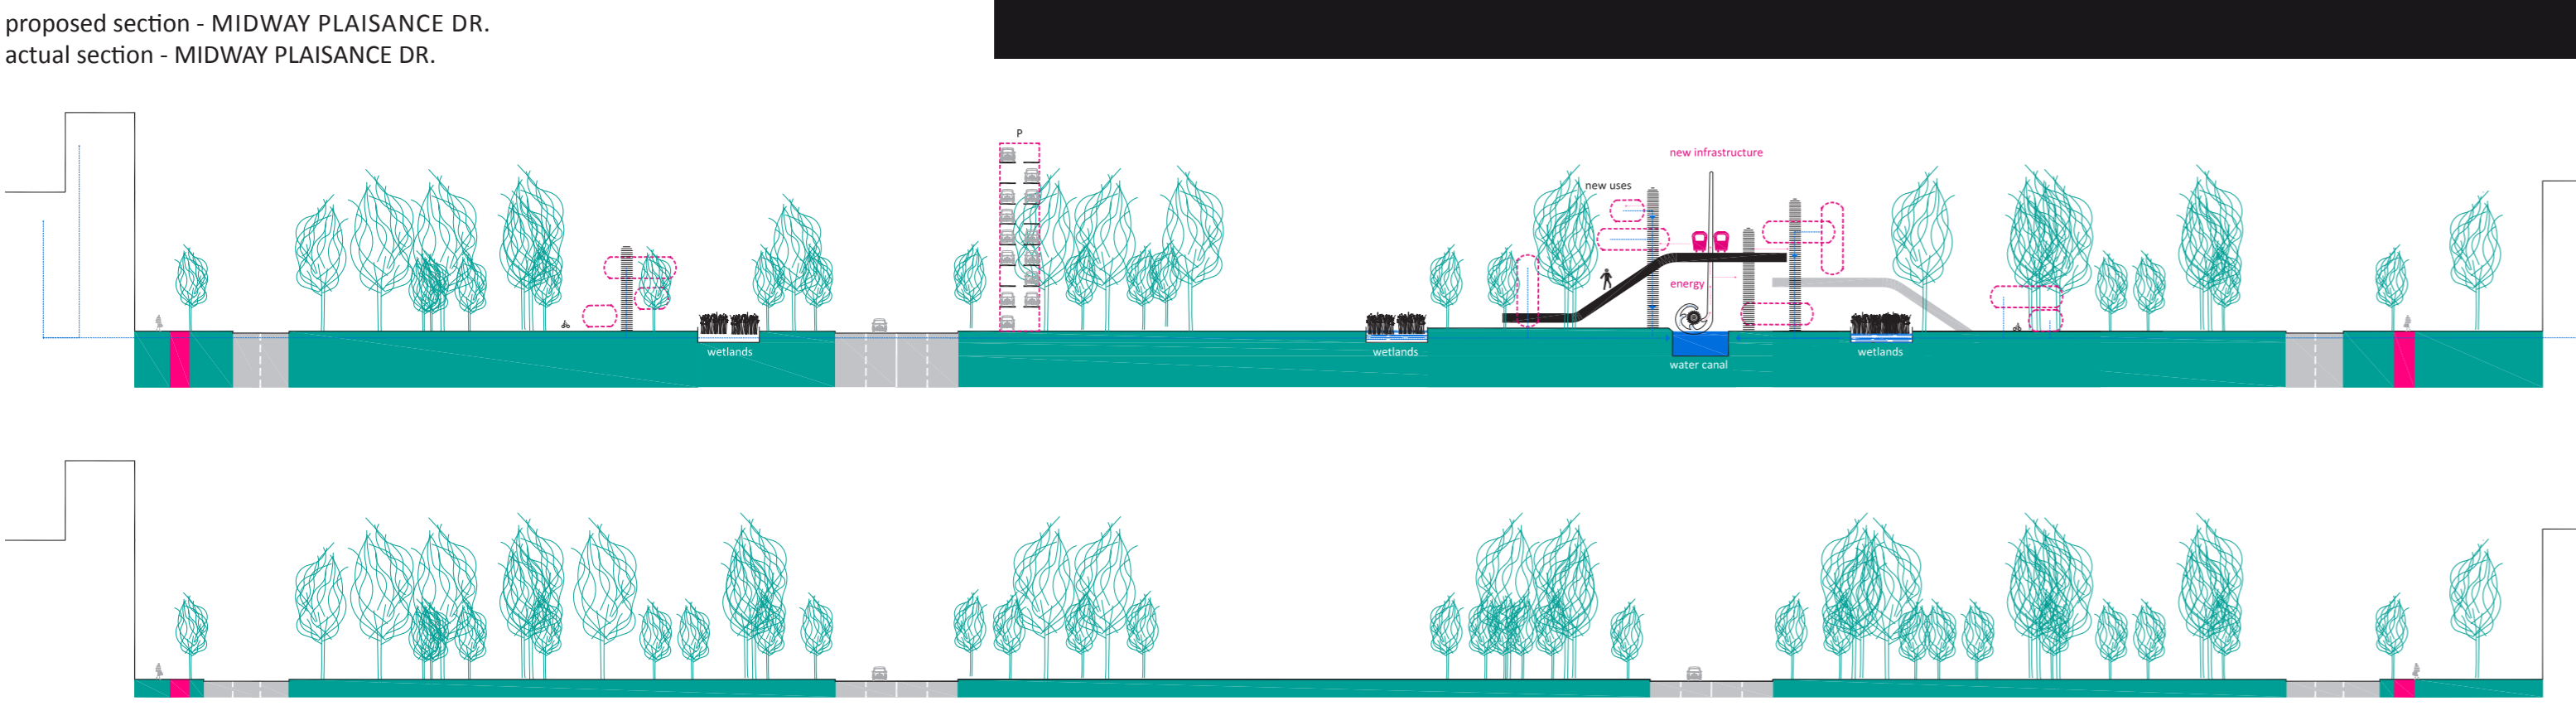 proposed section - MIDWAY PLAISANCE DR.
actual section - MIDWAY PLAISANCE DR.
P
new infrastructure
new uses
energy
wetlands
wetlands
water canal
wetlands